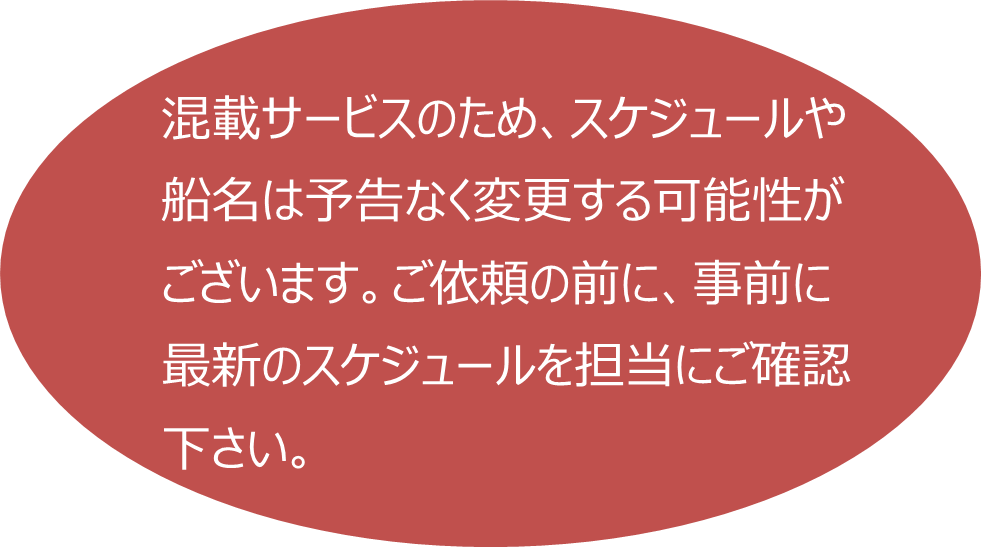 混載サービスのため、スケジュールや
船名は予告なく変更する可能性が
ございます。ご依頼の前に、事前に
最新のスケジュールを担当にご確認
下さい。